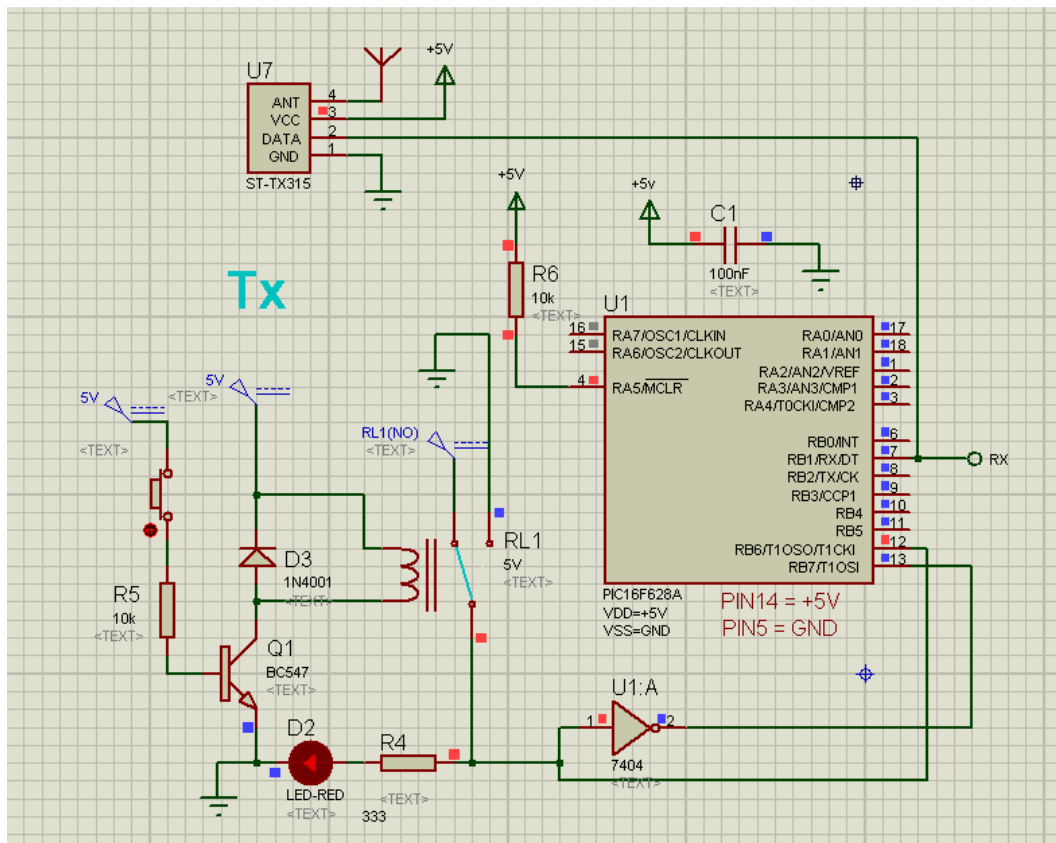 U7
+5V
ANT 4
VCC 3
DATA 2
GND 1
ST-TX315
+5V
+5v
C1
100nF
<TEXT>
Tx
R6
10k
<TEXT>
U1
16 RA7/OSC1/CLKIN
15 RA6/OSC2/CLKOUT
4 RA5/MCLR
RA0/AN0 17
RA1/AN1 18
RA2/AN2/VREF 1
RA3/AN3/CMP1 2
RA4/T0CKI/CMP2 3
RB0/INT 6
RB1/RX/DT 7
RB2/TX/CK 8
RB3/CCP1 9
RB4 10
RB5 11
RB6/T1OSO/T1CKI 12
RB7/T1OSI 13
RX
PIC16F628A
VDD=+5V
VSS=GND
PIN14 = +5V
PIN5 = GND
5V
<TEXT>
5V
<TEXT>
RL1(NO)
<TEXT>
RL1
5V
<TEXT>
D3
1N4001
<TEXT>
R5
10k
<TEXT>
Q1
BC547
<TEXT>
D2
LED-RED
<TEXT>
R4
<TEXT>
333
U1:A
1 2
7404
<TEXT>